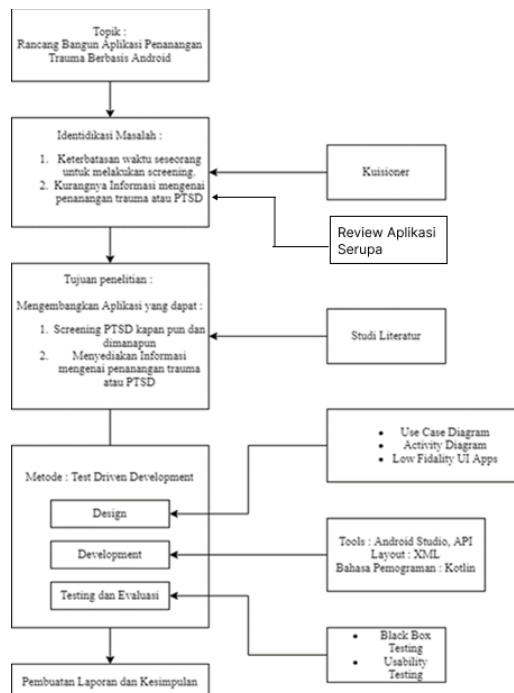 Topik :
Rancang Bangun Aplikasi Penanangan
Trauma Berbasis Android
Identidikasi Masalah :
1. Keterbatasan waktu seseorang
untuk melakukan screening.
2. Kurangnya Informasi mengenai
penanangan trauma atau PTSD
Kuisioner
Review Aplikasi
Serupa
Tujuan penelitian :
Mengembangkan Aplikasi yang dapat :
1. Screening PTSD kapan pun dan
dimanapun
2. Menyediakan Informasi
mengenai penanangan trauma
atau PTSD
Studi Literatur
Metode : Test Driven Development
Design
Development
Testing dan Evaluasi
• Use Case Diagram
• Activity Diagram
• Low Fidality UI Apps
Tools : Android Studio, API
Layout : XML
Bahasa Pemograman : Kotlin
• Black Box
Testing
• Usability
Testing
Pembuatan Laporan dan Kesimpulan